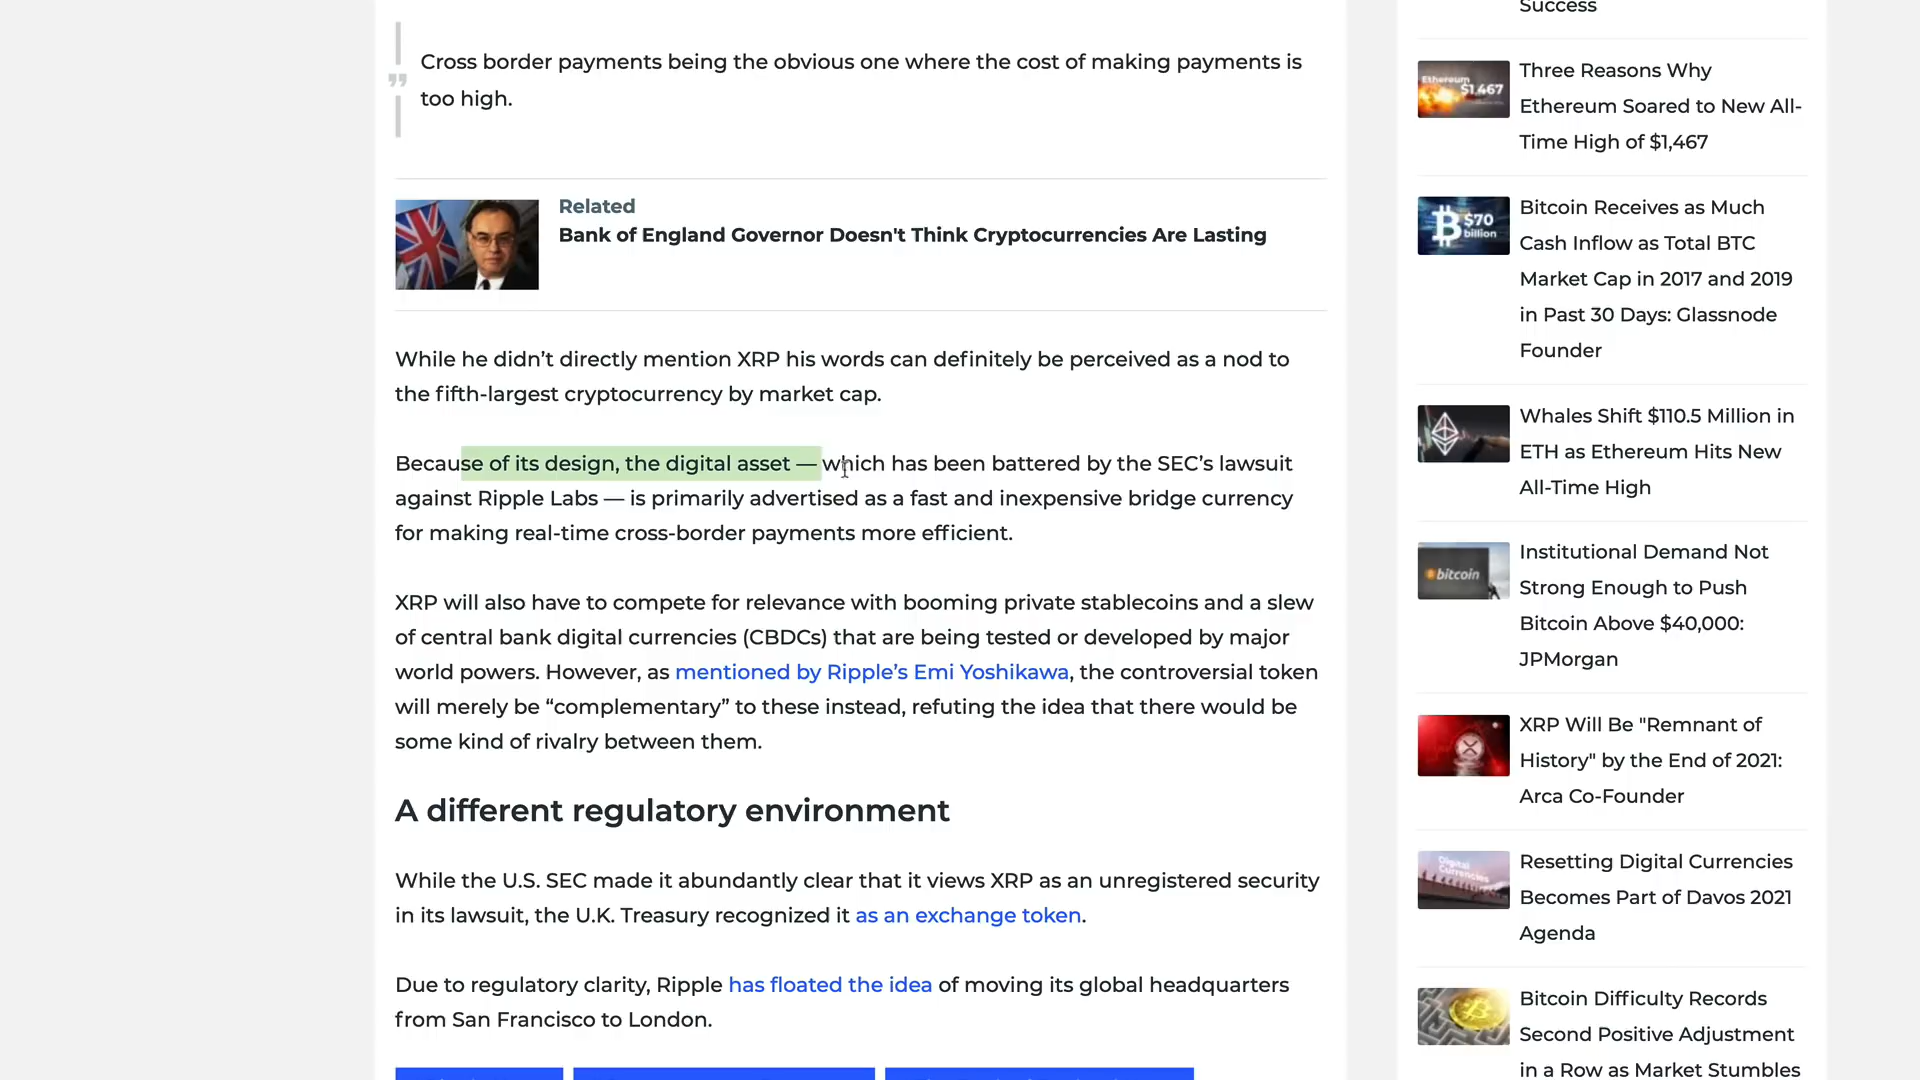 Cross border payments being the obvious one where the cost of making payments is
too high.
Related
Bank of England Governor Doesn't Think Cryptocurrencies Are Lasting
While he didn’t directly mention XRP his words can definitely be perceived as a nod to
the fifth-largest cryptocurrency by market cap.
Because of its design, the digital asset — which has been battered by the SEC’s lawsuit
against Ripple Labs — is primarily advertised as a fast and inexpensive bridge currency
for making real-time cross-border payments more efficient.
XRP will also have to compete for relevance with booming private stablecoins and a slew
of central bank digital currencies (CBDCs) that are being tested or developed by major
world powers. However, as mentioned by Ripple’s Emi Yoshikawa, the controversial token
will merely be “complementary” to these instead, refuting the idea that there would be
some kind of rivalry between them.
A different regulatory environment
While the U.S. SEC made it abundantly clear that it views XRP as an unregistered security
in its lawsuit, the U.K. Treasury recognized it as an exchange token.
Due to regulatory clarity, Ripple has floated the idea of moving its global headquarters
from San Francisco to London.
Success
Ethereum
$1,467
Three Reasons Why
Ethereum Soared to New All-
Time High of $1,467
$70
billion
Bitcoin Receives as Much
Cash Inflow as Total BTC
Market Cap in 2017 and 2019
in Past 30 Days: Glassnode
Founder
Whales Shift $110.5 Million in
ETH as Ethereum Hits New
All-Time High
bitcoin
Institutional Demand Not
Strong Enough to Push
Bitcoin Above $40,000:
JPMorgan
XRP Will Be "Remnant of
History" by the End of 2021:
Arca Co-Founder
Digital
Currencies
Resetting Digital Currencies
Becomes Part of Davos 2021
Agenda
Bitcoin Difficulty Records
Second Positive Adjustment
in a Row as Market Stumbles